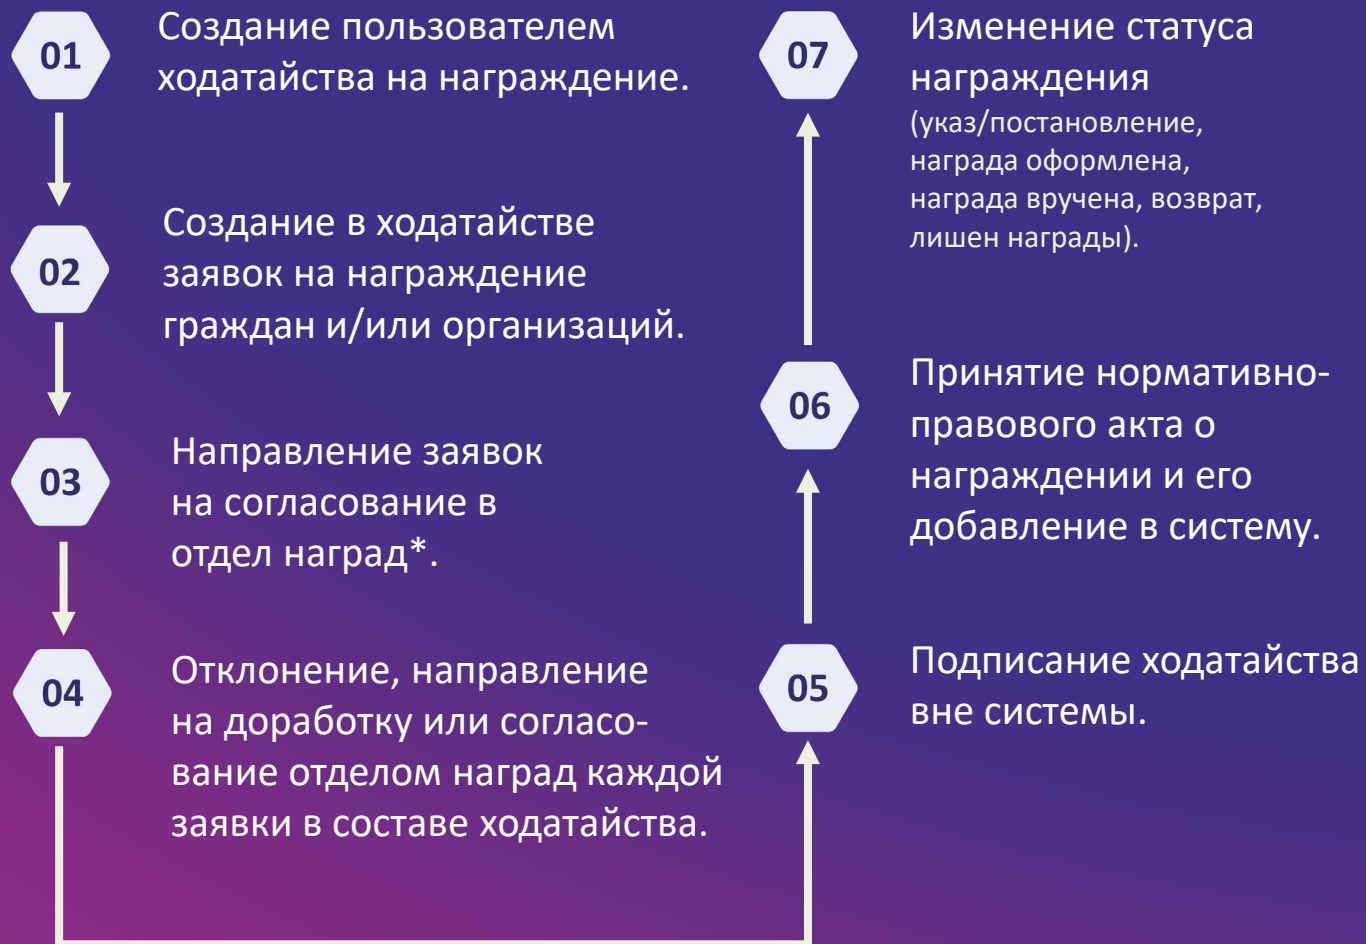 01
Создание пользователем
ходатайства на награждение.
02
Создание в ходатайстве
заявок на награждение
граждан и/или организаций.
03
Направление заявок
на согласование в
отдел наград*.
04
Отклонение, направление
на доработку или согласо-
вание отделом наград каждой
заявки в составе ходатайства.
05
Подписание ходатайства
вне системы.
06
Принятие нормативно-
правового акта о
награждении и его
добавление в систему.
07
Изменение статуса
награждения
(указ/постановление,
награда оформлена,
награда вручена, возврат,
лишен награды).